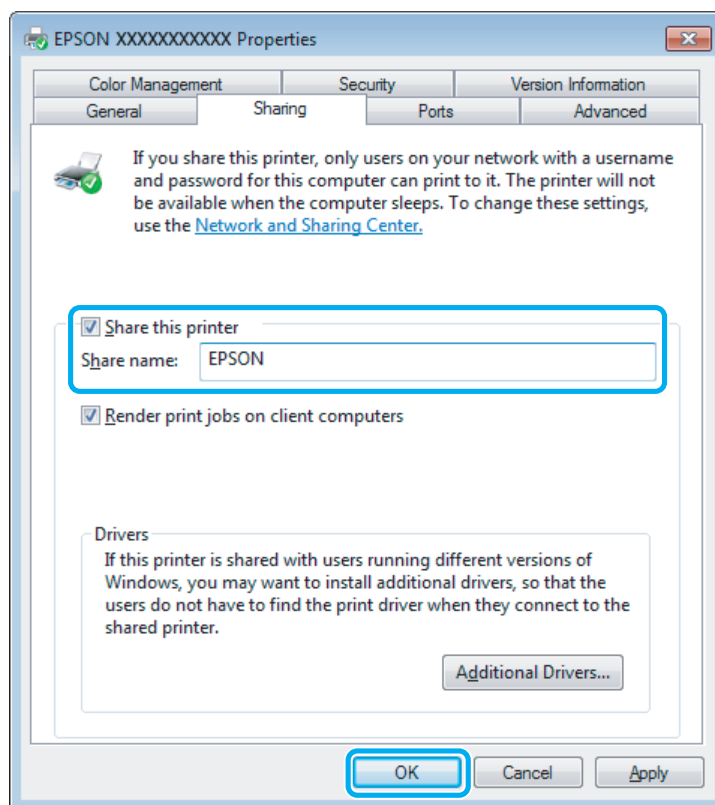 EPSON XXXXXXXXXXX Properties
Color Management Security Version Information
General Sharing Ports Advanced
If you share this printer, only users on your network with a username
and password for this computer can print to it. The printer will not
be available when the computer sleeps. To change these settings,
use the Network and Sharing Center.
Share this printer
Share name: EPSON
Render print jobs on client computers
Drivers
If this printer is shared with users running different versions of
Windows, you may want to install additional drivers, so that the
users do not have to find the print driver when they connect to the
shared printer.
Additional Drivers...
OK Cancel Apply